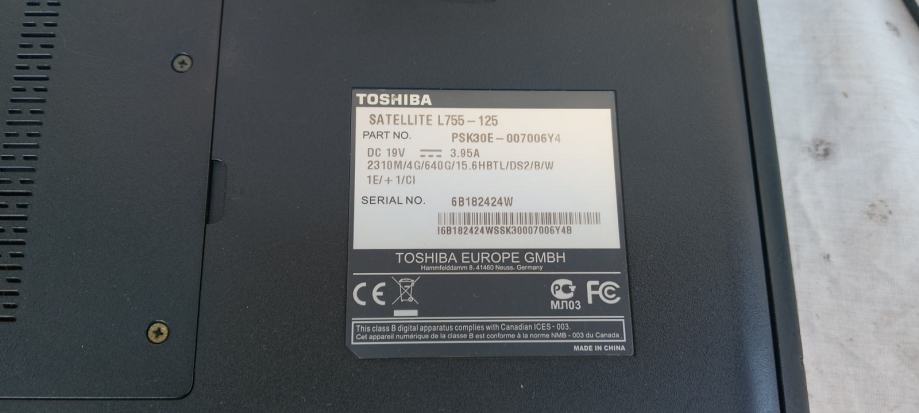 TOSHIBA
SATELLITE L755-125
PART NO. PSK30E-007006Y4
DC 19V 3.95A
2310M/4G/640G/15.6HBTL/DS2/B/W
1E/+1/CI
SERIAL NO. 6B182424W
I6B182424WSSK30007006Y4B
TOSHIBA EUROPE GMBH
Hammfelddamm 8, 41460 Neuss, Germany
CE PC FC
МЛ03
This class B digital apparatus complies with Canadian ICES-003.
Cet appareil numérique de la classe B est conforme à la norme NMB-003 du Canada
MADE IN CHINA